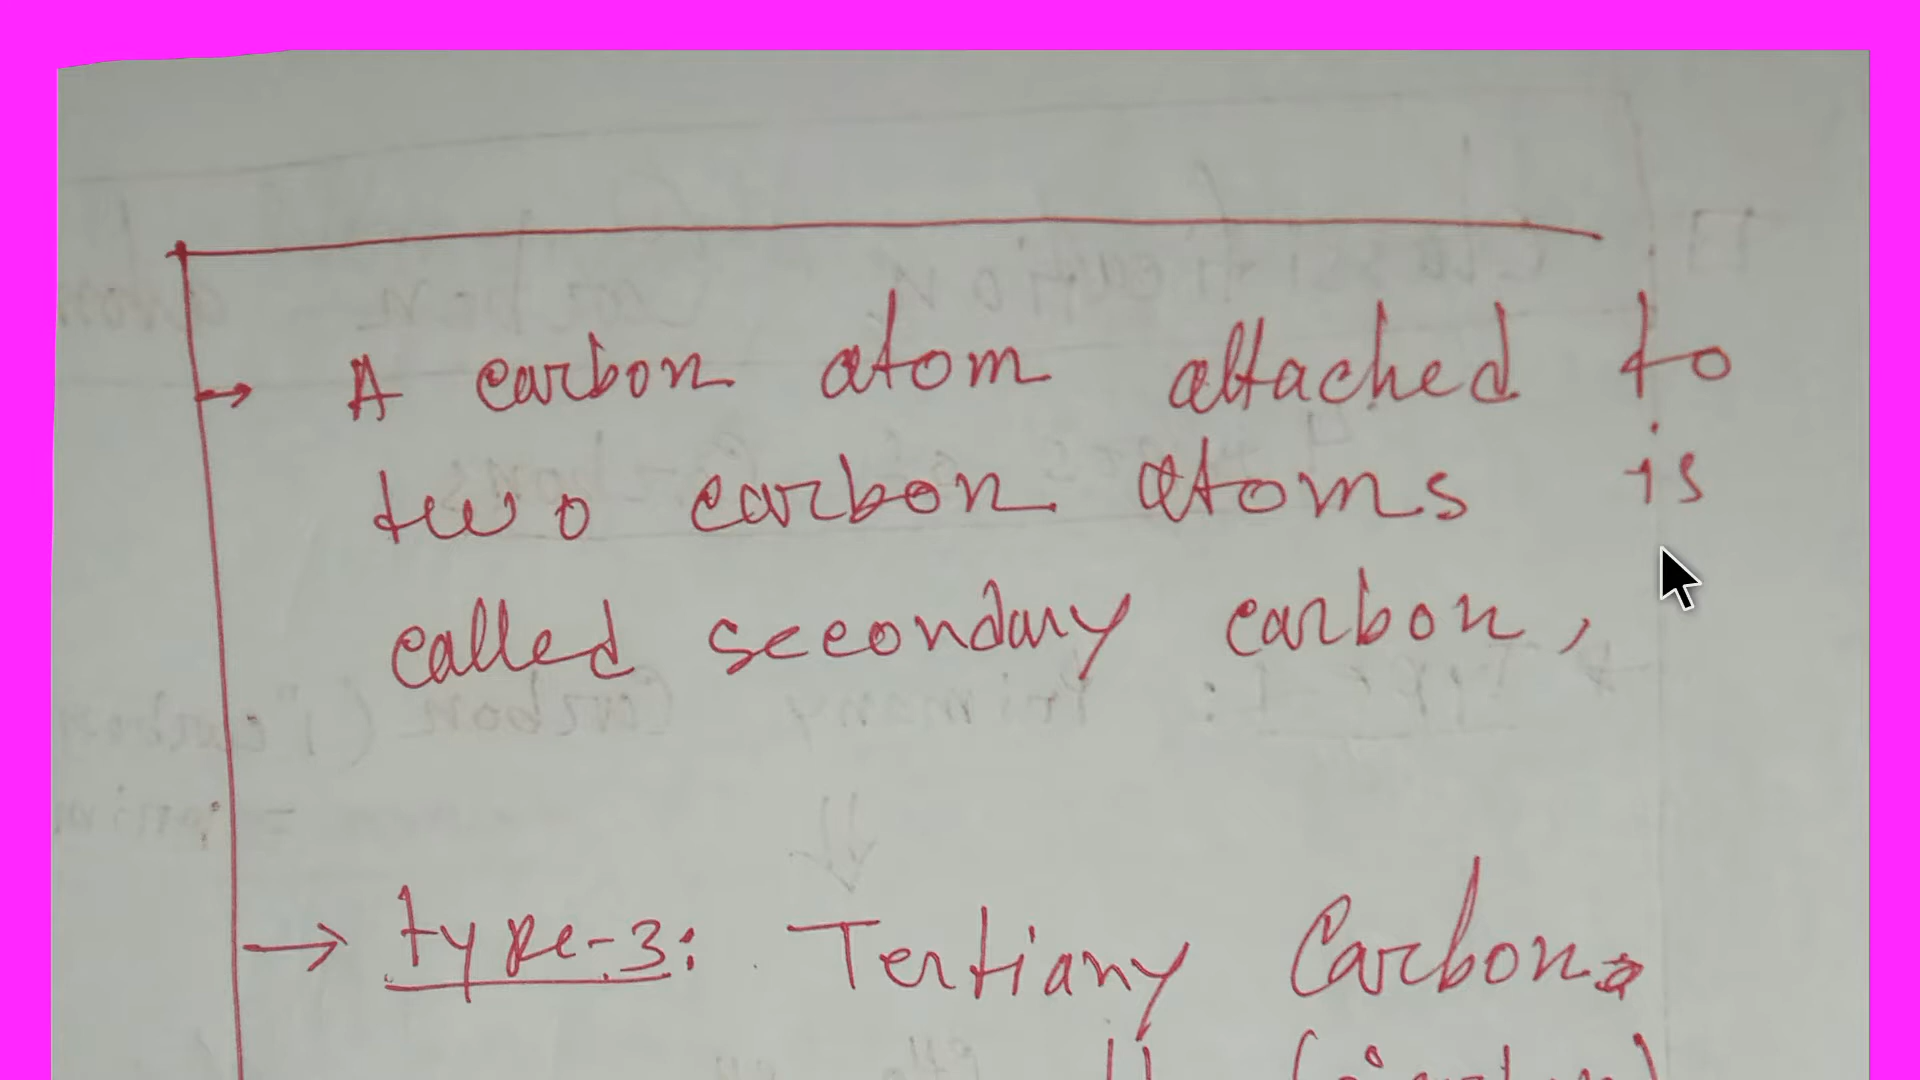 → A carbon atom attached to
two carbon atoms is
called secondary carbon,
→ type-3: Tertiary Carbon